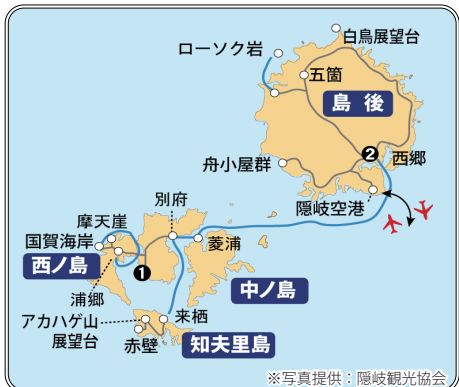 白鳥展望台
ローソク岩
五箇
島後
❷
西郷
舟小屋群
隠岐空港
別府
摩天崖
国賀海岸
菱浦
西ノ島
❶
浦郷
中ノ島
アカハゲ山
展望台
来栖
赤壁
知夫里島
※写真提供：隠岐観光協会